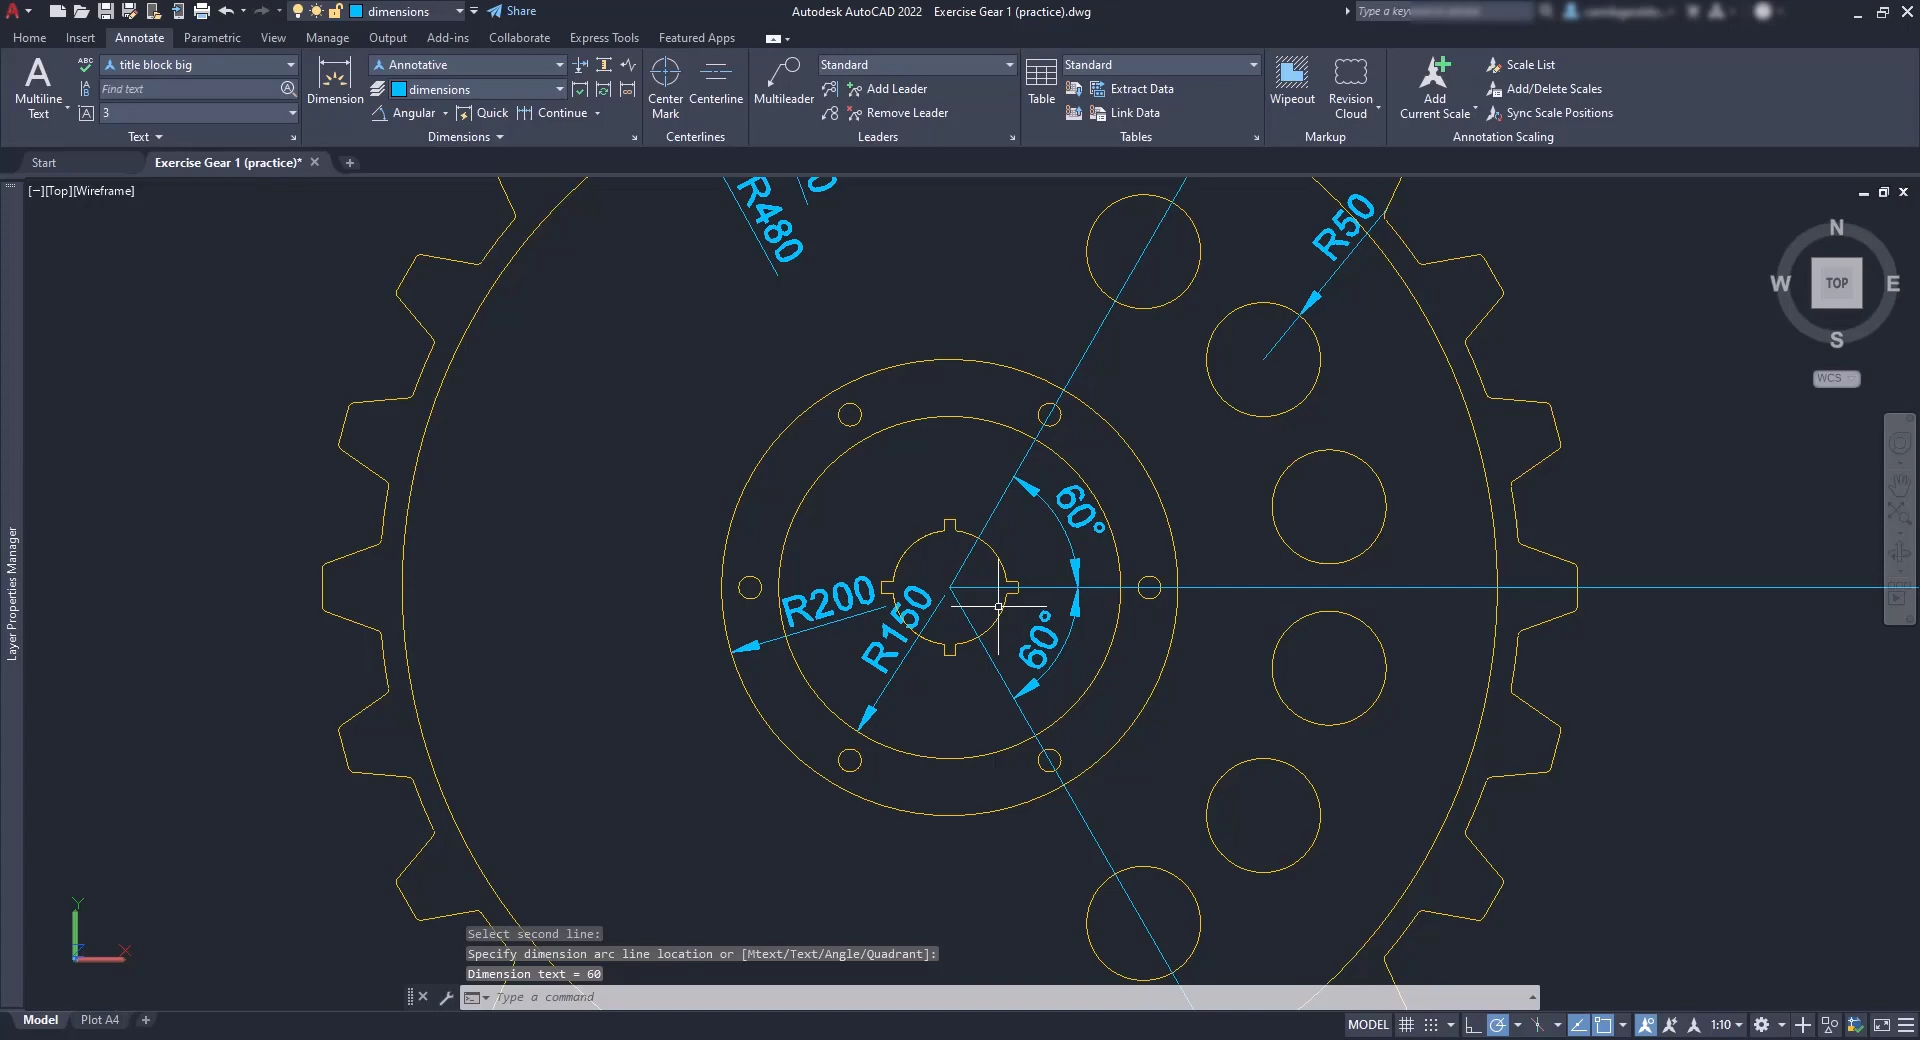 dimensions
Share
Autodesk AutoCAD 2022 Exercise Gear 1 (practice).dwg
Type a
Home Insert Annotate Parametric View Manage Output Add-ins Collaborate Express Tools Featured Apps
Multiline
Text
ABC
title block big
Find text
3
Text
Dimension
Annotative
dimensions
Angular
Quick
Continue
Dimensions
Center
Mark
Centerline
Centerlines
Multileader
Standard
Add Leader
Remove Leader
Leaders
Table
Standard
Extract Data
Link Data
Tables
Wipeout
Revision
Cloud
Markup
Add
Current Scale
Scale List
Add/Delete Scales
Sync Scale Positions
Annotation Scaling
Start
Exercise Gear 1 (practice)*
[−][Top][Wireframe]
R480
R50
N
W TOP E
S
WCS
60°
R200
R150
60°
Layer Properties Manager
Y
X
Select second line:
Specify dimension arc line location or [Mtext/Text/Angle/Quadrant]:
Dimension text = 60
Type a command
Model Plot A4
MODEL
1:10